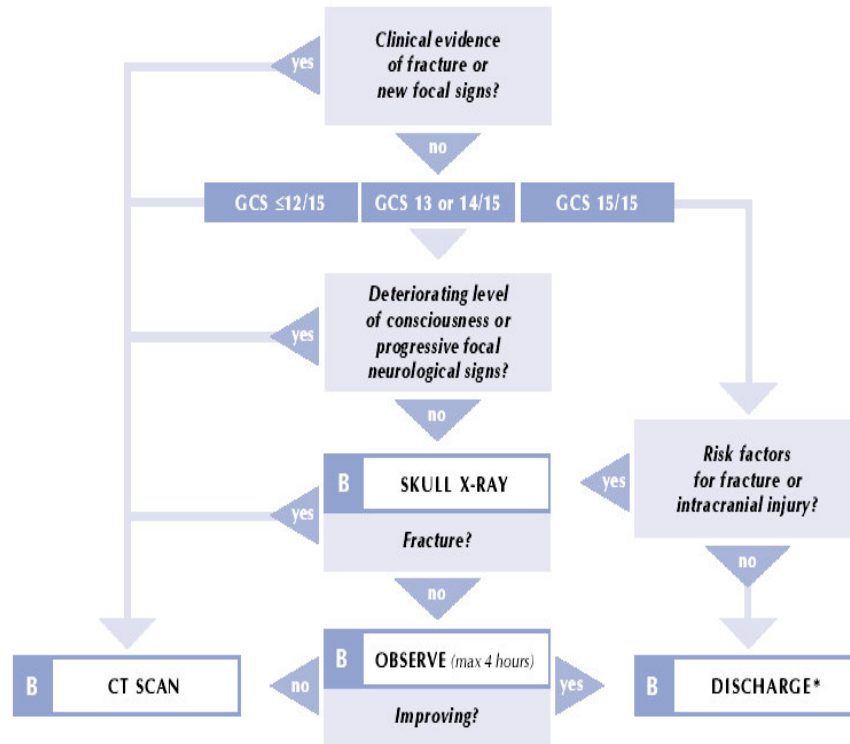 Clinical evidence
of fracture or
new focal signs?
yes
no
GCS ≤12/15
GCS 13 or 14/15
GCS 15/15
Deteriorating level
of consciousness or
progressive focal
neurological signs?
yes
no
Risk factors
for fracture or
intracranial injury?
yes
no
B SKULL X-RAY
Fracture?
yes
no
B CT SCAN
B OBSERVE (max 4 hours)
Improving?
no
yes
B DISCHARGE*